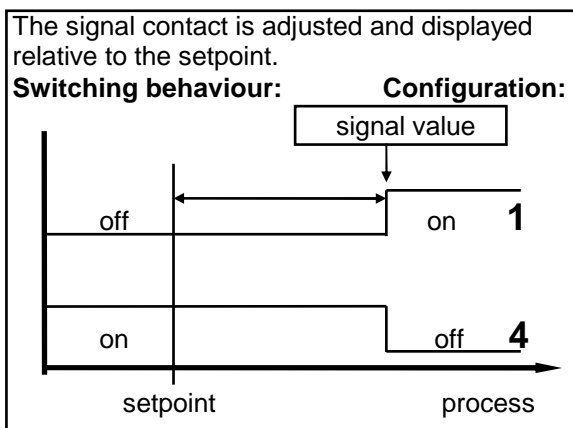 The signal contact is adjusted and displayed
relative to the setpoint.
Switching behaviour: Configuration:
signal value
off on 1
on off 4
setpoint process